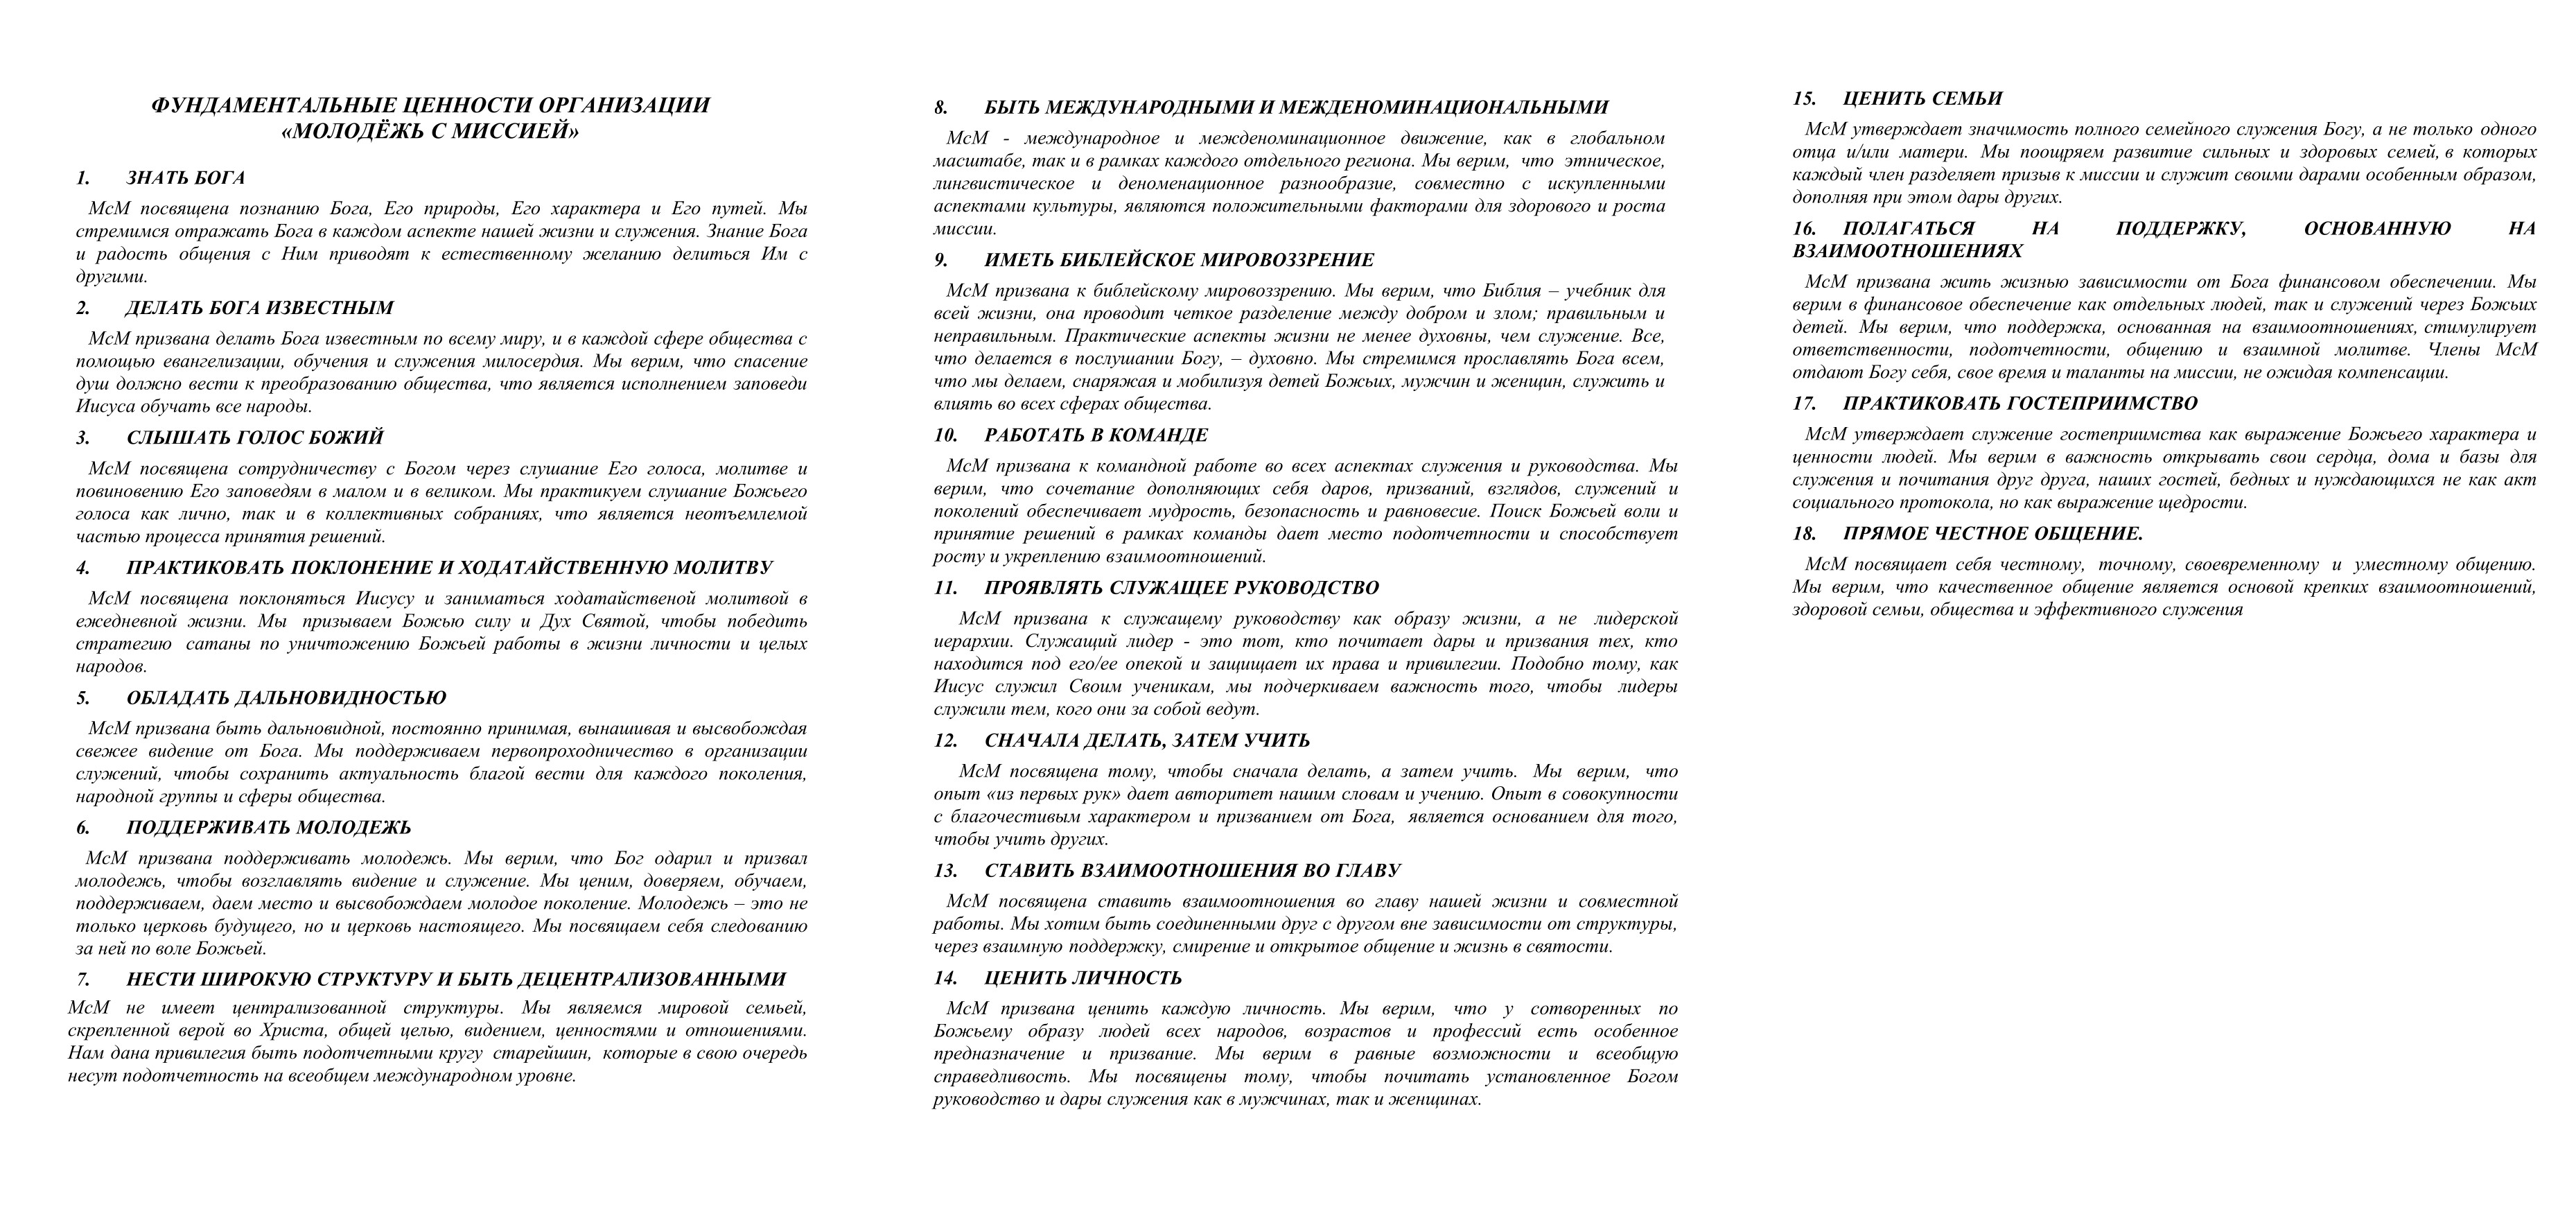 ФУНДАМЕНТАЛЬНЫЕ ЦЕННОСТИ ОРГАНИЗАЦИИ
«МОЛОДЁЖЬ С МИССИЕЙ»
1. ЗНАТЬ БОГА
МсМ посвящена познанию Бога, Его природы, Его характера и Его путей. Мы
стремимся отражать Бога в каждом аспекте нашей жизни и служения. Знание Бога
и радость общения с Ним приводят к естественному желанию делиться Им с
другими.
2. ДЕЛАТЬ БОГА ИЗВЕСТНЫМ
МсМ призвана делать Бога известным по всему миру, и в каждой сфере общества с
помощью евангелизации, обучения и служения милосердия. Мы верим, что спасение
душ должно вести к преобразованию общества, что является исполнением заповеди
Иисуса обучать все народы.
3. СЛЫШАТЬ ГОЛОС БОЖИЙ
МсМ посвящена сотрудничеству с Богом через слушание Его голоса, молитве и
повиновению Его заповедям в малом и в великом. Мы практикуем слушание Божьего
голоса как лично, так и в коллективных собраниях, что является неотъемлемой
частью процесса принятия решений.
4. ПРАКТИКОВАТЬ ПОКЛОНЕНИЕ И ХОДАТАЙСТВЕННУЮ МОЛИТВУ
МсМ посвящена поклоняться Иисусу и заниматься ходатайственой молитвой в
ежедневной жизни. Мы призываем Божью силу и Дух Святой, чтобы победить
стратегию сатаны по уничтожению Божьей работы в жизни личности и целых
народов.
5. ОБЛАДАТЬ ДАЛЬНОВИДНОСТЬЮ
МсМ призвана быть дальновидной, постоянно принимая, вынашивая и высвобождая
свежее видение от Бога. Мы поддерживаем первопроходничество в организации
служений, чтобы сохранить актуальность благой вести для каждого поколения,
народной группы и сферы общества.
6. ПОДДЕРЖИВАТЬ МОЛОДЕЖЬ
МсМ призвана поддерживать молодежь. Мы верим, что Бог одарил и призвал
молодежь, чтобы возглавлять видение и служение. Мы ценим, доверяем, обучаем,
поддерживаем, даем место и высвобождаем молодое поколение. Молодежь – это не
только церковь будущего, но и церковь настоящего. Мы посвящаем себя следованию
за ней по воле Божьей.
7. НЕСТИ ШИРОКУЮ СТРУКТУРУ И БЫТЬ ДЕЦЕНТРАЛИЗОВАННЫМИ
МсМ не имеет централизованной структуры. Мы являемся мировой семьей,
скрепленной верой во Христа, общей целью, видением, ценностями и отношениями.
Нам дана привилегия быть подотчетными кругу старейшин, которые в свою очередь
несут подотчетность на всеобщем международном уровне.
8. БЫТЬ МЕЖДУНАРОДНЫМИ И МЕЖДЕНОМИНАЦИОНАЛЬНЫМИ
МсМ - международное и межденоминационное движение, как в глобальном
масштабе, так и в рамках каждого отдельного региона. Мы верим, что этническое,
лингвистическое и деноменационное разнообразие, совместно с искупленными
аспектами культуры, являются положительными факторами для здорового и роста
миссии.
9. ИМЕТЬ БИБЛЕЙСКОЕ МИРОВОЗЗРЕНИЕ
МсМ призвана к библейскому мировоззрению. Мы верим, что Библия – учебник для
всей жизни, она проводит четкое разделение между добром и злом; правильным и
неправильным. Практические аспекты жизни не менее духовны, чем служение. Все,
что делается в послушании Богу, – духовно. Мы стремимся прославлять Бога всем,
что мы делаем, снаряжая и мобилизуя детей Божьих, мужчин и женщин, служить и
влиять во всех сферах общества.
10. РАБОТАТЬ В КОМАНДЕ
МсМ призвана к командной работе во всех аспектах служения и руководства. Мы
верим, что сочетание дополняющих себя даров, призваний, взглядов, служений и
поколений обеспечивает мудрость, безопасность и равновесие. Поиск Божьей воли и
принятие решений в рамках команды дает место подотчетности и способствует
росту и укреплению взаимоотношений.
11. ПРОЯВЛЯТЬ СЛУЖАЩЕЕ РУКОВОДСТВО
МсМ призвана к служащему руководству как образу жизни, а не лидерской
иерархии. Служащий лидер - это тот, кто почитает дары и призвания тех, кто
находится под его/ее опекой и защищает их права и привилегии. Подобно тому, как
Иисус служил Своим ученикам, мы подчеркиваем важность того, чтобы лидеры
служили тем, кого они за собой ведут.
12. СНАЧАЛА ДЕЛАТЬ, ЗАТЕМ УЧИТЬ
МсМ посвящена тому, чтобы сначала делать, а затем учить. Мы верим, что
опыт «из первых рук» дает авторитет нашим словам и учению. Опыт в совокупности
с благочестивым характером и призванием от Бога, является основанием для того,
чтобы учить других.
13. СТАВИТЬ ВЗАИМООТНОШЕНИЯ ВО ГЛАВУ
МсМ посвящена ставить взаимоотношения во главу нашей жизни и совместной
работы. Мы хотим быть соединенными друг с другом вне зависимости от структуры,
через взаимную поддержку, смирение и открытое общение и жизнь в святости.
14. ЦЕНИТЬ ЛИЧНОСТЬ
МсМ призвана ценить каждую личность. Мы верим, что у сотворенных по
Божьему образу людей всех народов, возрастов и профессий есть особенное
предназначение и призвание. Мы верим в равные возможности и всеобщую
справедливость. Мы посвящены тому, чтобы почитать установленное Богом
руководство и дары служения как в мужчинах, так и женщинах.
15. ЦЕНИТЬ СЕМЬИ
МсМ утверждает значимость полного семейного служения Богу, а не только одного
отца и/или матери. Мы поощряем развитие сильных и здоровых семей, в которых
каждый член разделяет призыв к миссии и служит своими дарами особенным образом,
дополняя при этом дары других.
16. ПОЛАГАТЬСЯ НА ПОДДЕРЖКУ, ОСНОВАННУЮ НА
ВЗАИМООТНОШЕНИЯХ
МсМ призвана жить жизнью зависимости от Бога финансовом обеспечении. Мы
верим в финансовое обеспечение как отдельных людей, так и служений через Божьих
детей. Мы верим, что поддержка, основанная на взаимоотношениях, стимулирует
ответственности, подотчетности, общению и взаимной молитве. Члены МсМ
отдают Богу себя, свое время и таланты на миссии, не ожидая компенсации.
17. ПРАКТИКОВАТЬ ГОСТЕПРИИМСТВО
МсМ утверждает служение гостеприимства как выражение Божьего характера и
ценности людей. Мы верим в важность открывать свои сердца, дома и базы для
служения и почитания друг друга, наших гостей, бедных и нуждающихся не как акт
социального протокола, но как выражение щедрости.
18. ПРЯМОЕ ЧЕСТНОЕ ОБЩЕНИЕ.
МсМ посвящает себя честному, точному, своевременному и уместному общению.
Мы верим, что качественное общение является основой крепких взаимоотношений,
здоровой семьи, общества и эффективного служения